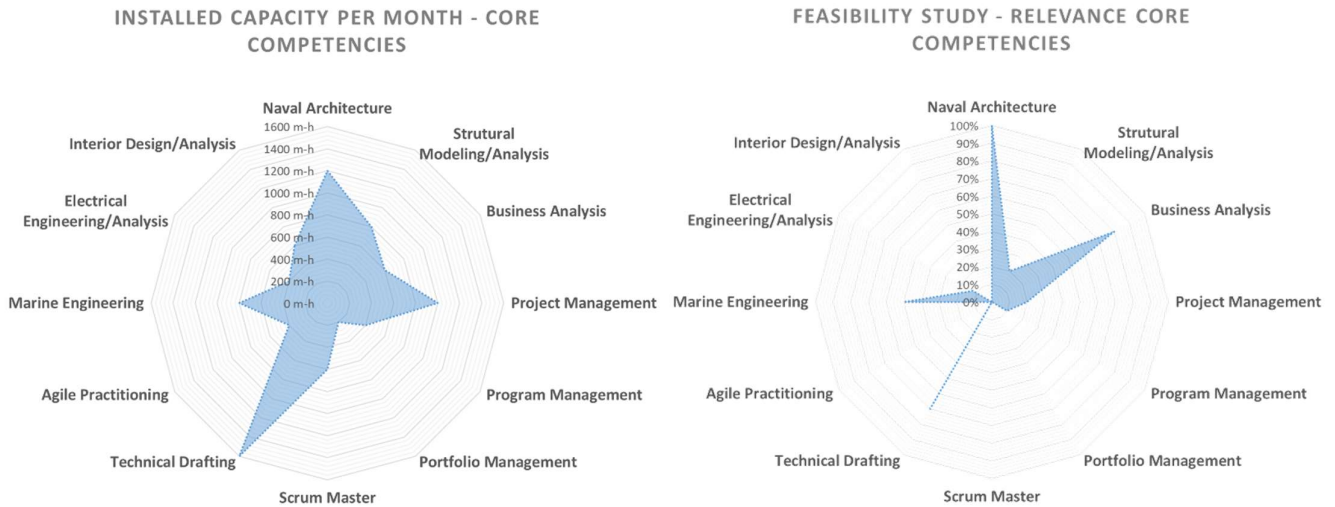 INSTALLED CAPACITY PER MONTH - CORE
COMPETENCIES
Naval Architecture
Strutural
Modeling/Analysis
Business Analysis
Project Management
Program Management
Portfolio Management
Scrum Master
Technical Drafting
Agile Practitioning
Marine Engineering
Electrical
Engineering/Analysis
Interior Design/Analysis
1600 m-h
1400 m-h
1200 m-h
1000 m-h
800 m-h
600 m-h
400 m-h
200 m-h
0 m-h
FEASIBILITY STUDY - RELEVANCE CORE
COMPETENCIES
Naval Architecture
Strutural
Modeling/Analysis
Business Analysis
Project Management
Program Management
Portfolio Management
Scrum Master
Technical Drafting
Agile Practitioning
Marine Engineering
Electrical
Engineering/Analysis
Interior Design/Analysis
100%
90%
80%
70%
60%
50%
40%
30%
20%
10%
0%